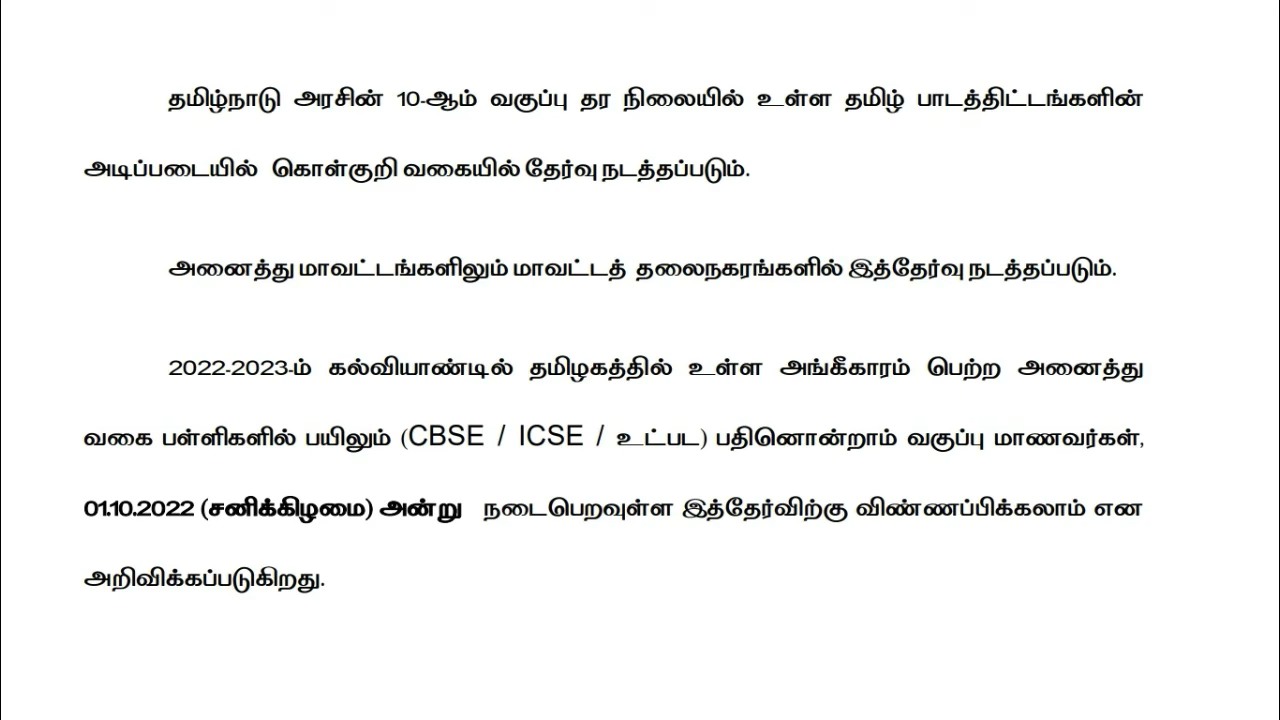 தமிழ்நாடு அரசின் 10-ஆம் வகுப்பு தர நிலையில் உள்ள தமிழ் பாடத்திட்டங்களின்
அடிப்படையில் கொள்குறி வகையில் தேர்வு நடத்தப்படும்.
அனைத்து மாவட்டங்களிலும் மாவட்டத் தலைநகரங்களில் இத்தேர்வு நடத்தப்படும்.
2022-2023-ம் கல்வியாண்டில் தமிழகத்தில் உள்ள அங்கீகாரம் பெற்ற அனைத்து
வகை பள்ளிகளில் பயிலும் (CBSE / ICSE / உட்பட) பதினொன்றாம் வகுப்பு மாணவர்கள்,
01.10.2022 (சனிக்கிழமை) அன்று நடைபெறவுள்ள இத்தேர்விற்கு விண்ணப்பிக்கலாம் என
அறிவிக்கப்படுகிறது.